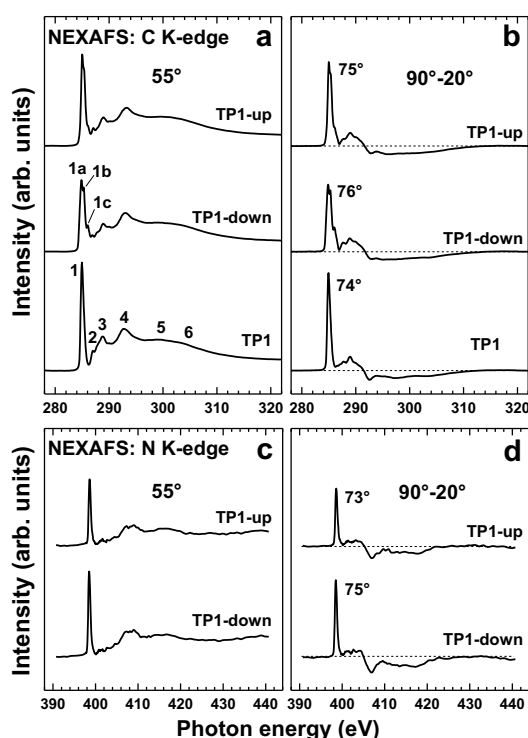 NEXAFS: C K-edge a
55°
TP1-up
1a
1b
1c
TP1-down
1
2 3 4 5 6
TP1
280 290 300 310 320
b
75°
90°-20°
TP1-up
76°
TP1-down
74°
TP1
280 290 300 310 320
Intensity (arb. units)
NEXAFS: N K-edge c
55°
TP1-up
TP1-down
390 400 410 420 430 440
d
73°
90°-20°
TP1-up
75°
TP1-down
390 400 410 420 430 440
Intensity (arb. units)
Photon energy (eV)